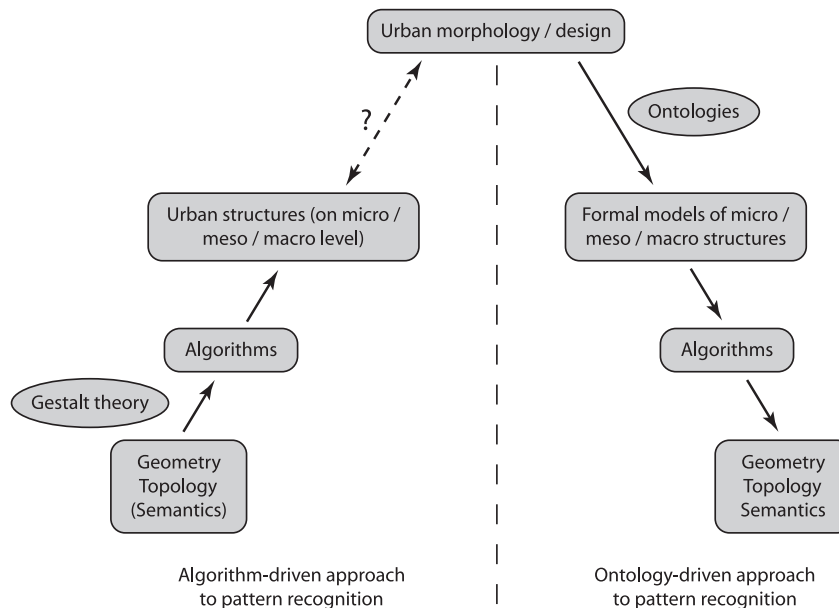 Urban morphology / design
Ontologies
?
Urban structures (on micro /
meso / macro level)
Formal models of micro /
meso / macro structures
Algorithms
Algorithms
Gestalt theory
Geometry
Topology
(Semantics)
Geometry
Topology
Semantics
Algorithm-driven approach
to pattern recognition
Ontology-driven approach
to pattern recognition